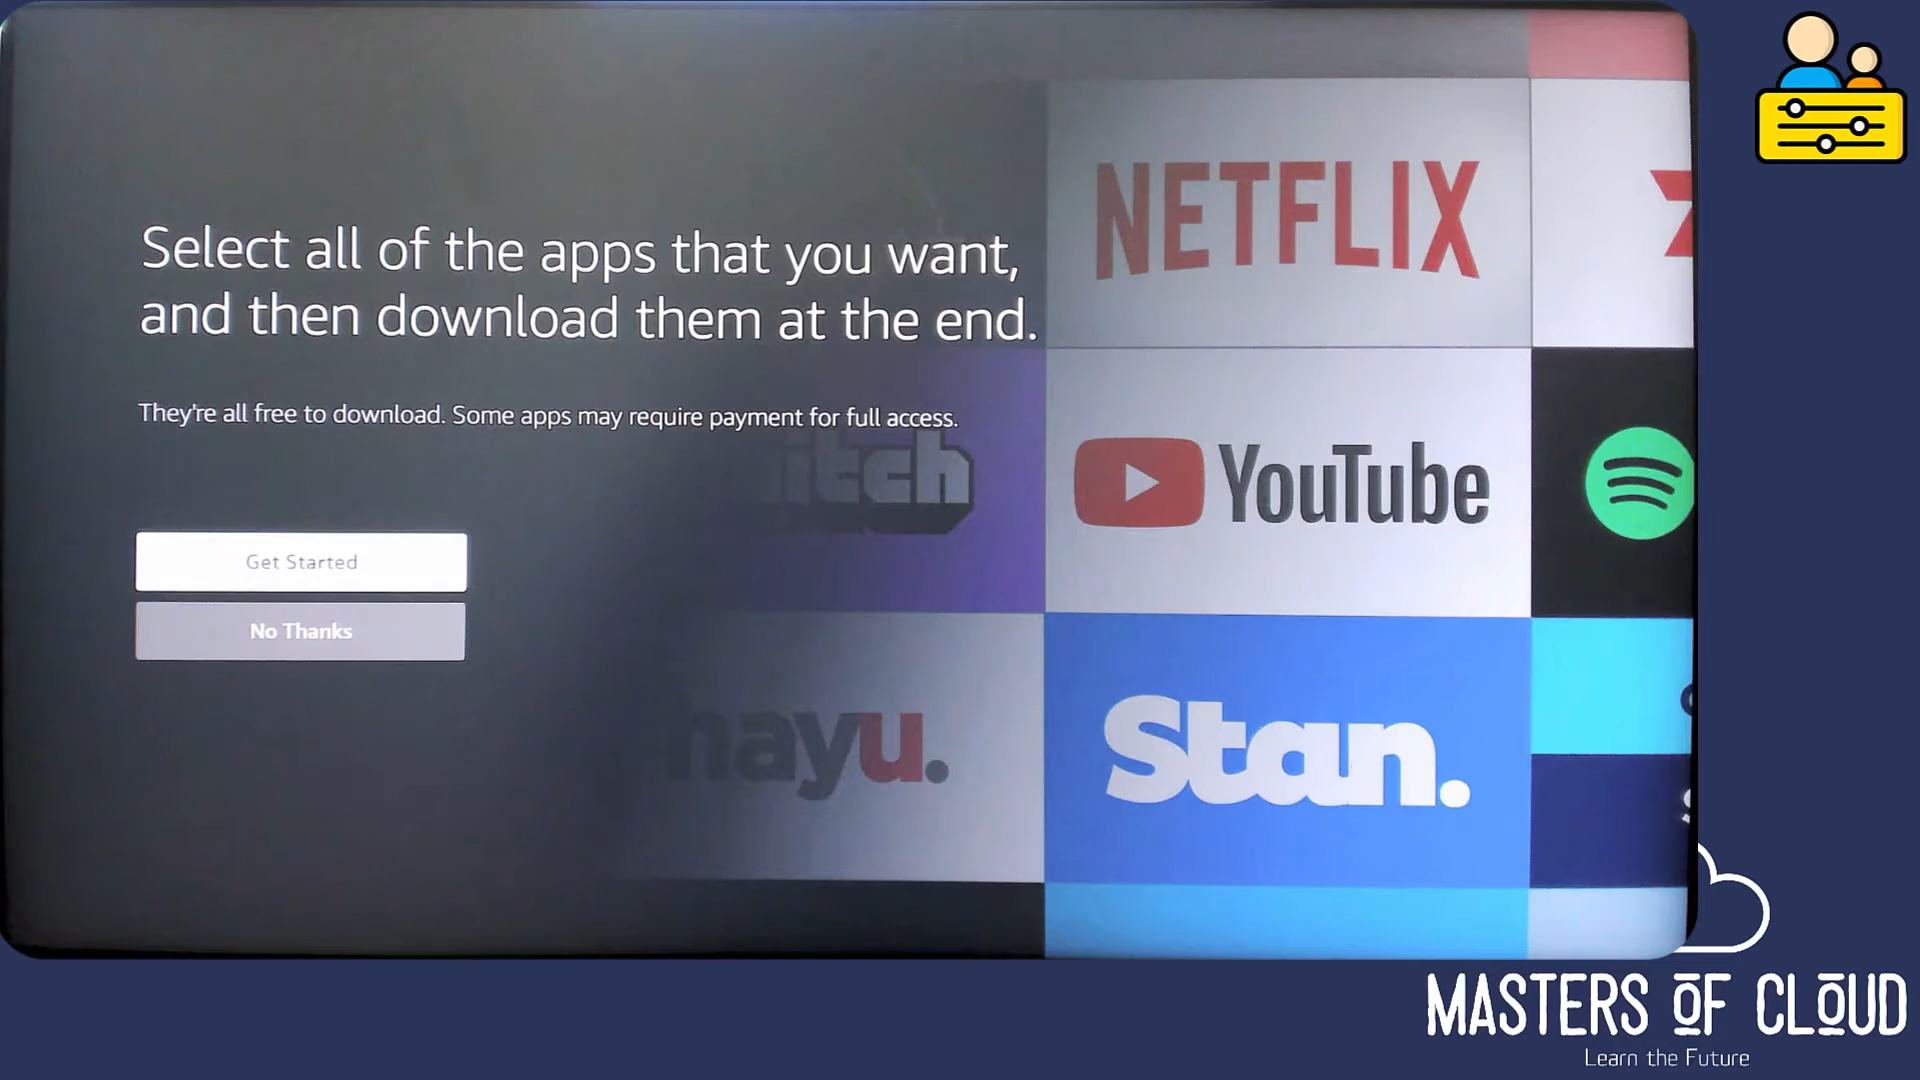 NETFLIX
Select all of the apps that you want,
and then download them at the end.
They're all free to download. Some apps may require payment for full access.
itch
YouTube
Get Started
No Thanks
hayu.
Stan.
MASTERS OF CLOUD
Learn the Future